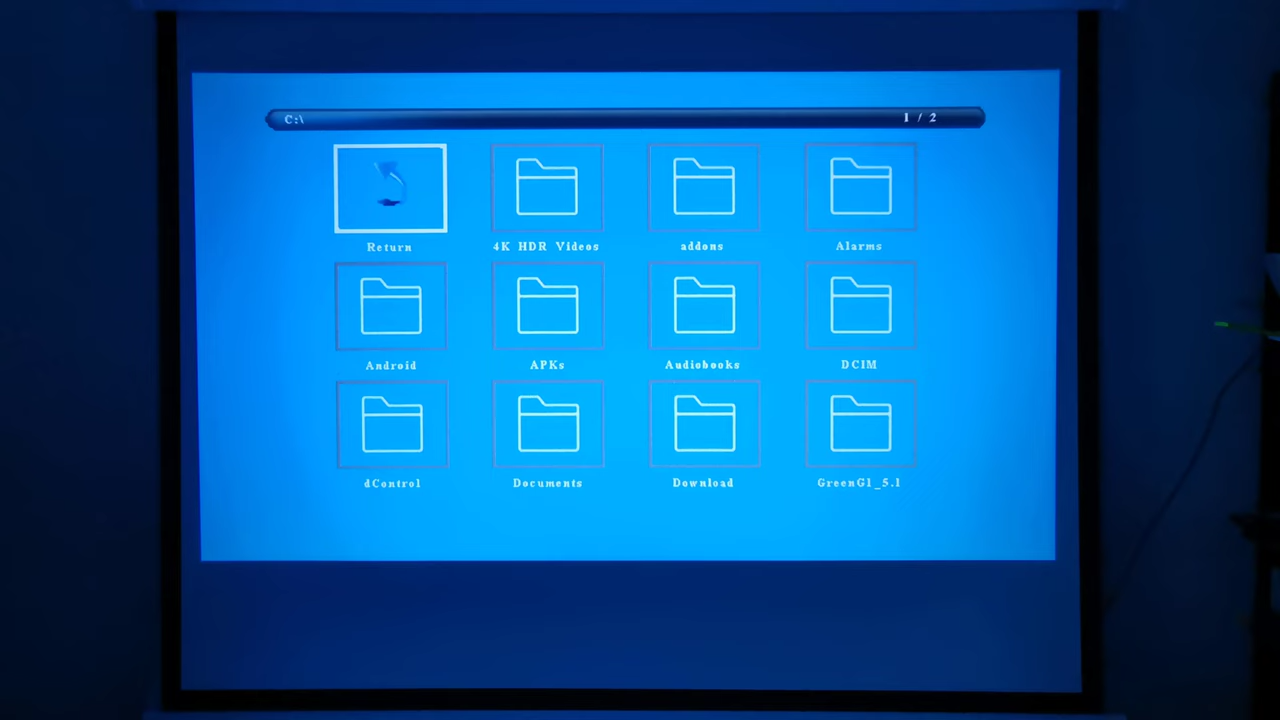 C:\ 1 / 2
Return 4K HDR Videos addons Alarms
Android APKs Audiobooks DCIM
dControl Documents Download GreenG1_5.1